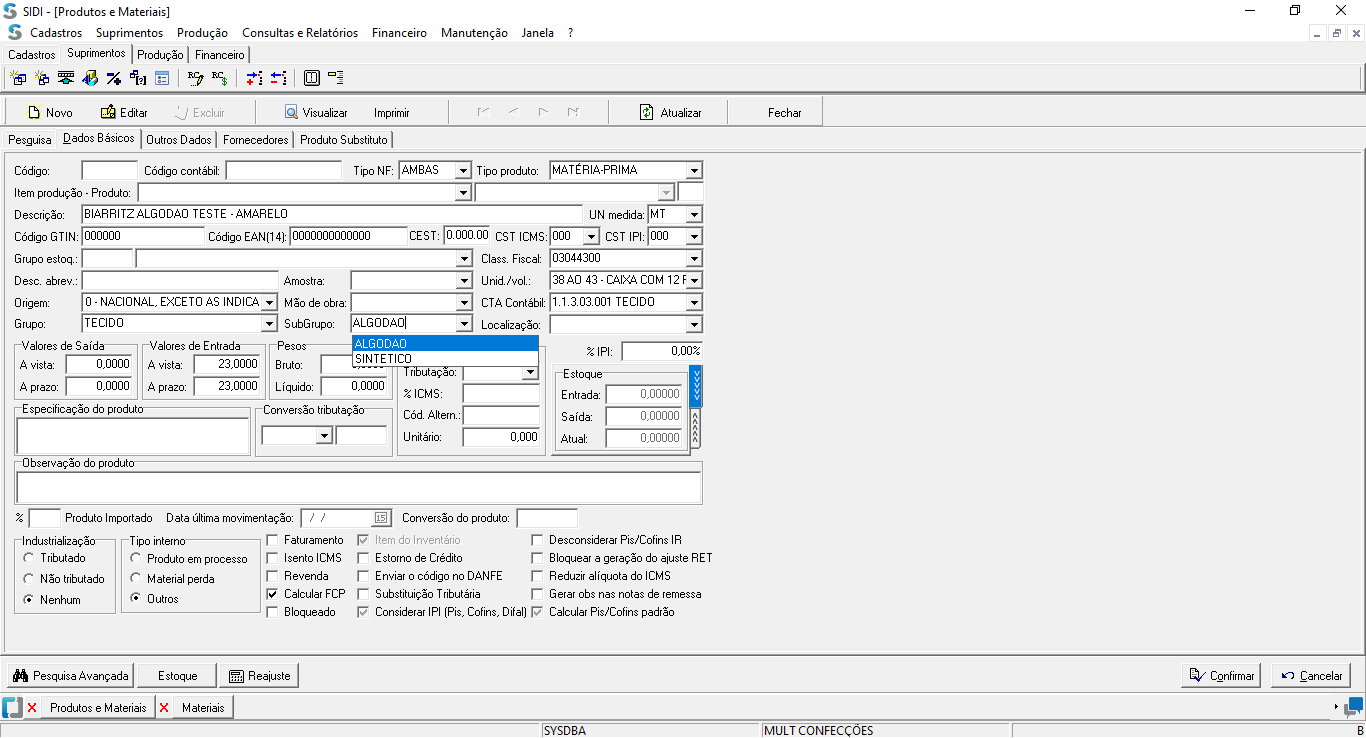 SIDI - [Produtos e Materiais]
Cadastros Suprimentos Produção Consultas e Relatórios Financeiro Manutenção Janela ?
Cadastros Suprimentos Produção Financeiro
Novo Editar Excluir Visualizar Imprimir Atualizar Fechar
Pesquisa Dados Básicos Outros Dados Fornecedores Produto Substituto
Código: Código contábil: Tipo NF: AMBAS Tipo produto: MATÉRIA-PRIMA
Item produção - Produto:
Descrição: BIARRITZ ALGODAO TESTE - AMARELO UN medida: MT
Código GTIN: 000000 Código EAN(14): 0000000000000 CEST: 0.000.00 CST ICMS: 000 CST IPI: 000
Grupo estoq.: Class. Fiscal: 03044300
Desc. abrev.: Amostra: Unid./vol.: 38 AO 43 - CAIXA COM 12 F
Origem: 0 - NACIONAL, EXCETO AS INDICA Mão de obra: CTA Contábil: 1.1.3.03.001 TECIDO
Grupo: TECIDO SubGrupo: ALGODAO Localização:
ALGODAO
SINTETICO
Valores de Saída Valores de Entrada Pesos % IPI: 0,00%
A vista: 0,0000 A vista: 23,0000 Bruto: Tributação: Estoque
A prazo: 0,0000 A prazo: 23,0000 Líquido: 0,0000 % ICMS: Entrada: 0,00000
Especificação do produto Conversão tributação Cód. Altern.: Saída: 0,00000
Unitário: 0,000 Atual: 0,00000
Observação do produto
% Produto Importado Data última movimentação: / / 15 Conversão do produto:
Industrialização Tipo interno Faturamento Item do Inventário Desconsiderar Pis/Cofins IR
Tributado Produto em processo Isento ICMS Estorno de Crédito Bloquear a geração do ajuste RET
Não tributado Material perda Revenda Enviar o código no DANFE Reduzir alíquota do ICMS
Nenhum Outros Calcular FCP Substituição Tributária Gerar obs nas notas de remessa
Bloqueado Considerar IPI (Pis, Cofins, Difal) Calcular Pis/Cofins padrão
Pesquisa Avançada Estoque Reajuste Confirmar Cancelar
Produtos e Materiais Materiais
SYSDBA MULT CONFECÇÕES B